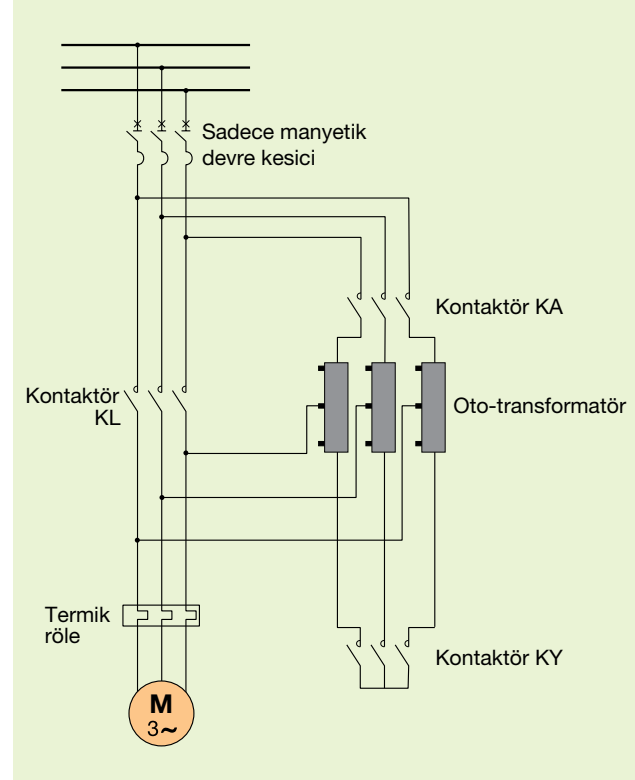 Sadece manyetik
devre kesici
Kontaktör KA
Kontaktör
KL
Oto-transformatör
Termik
röle
Kontaktör KY
M
3~